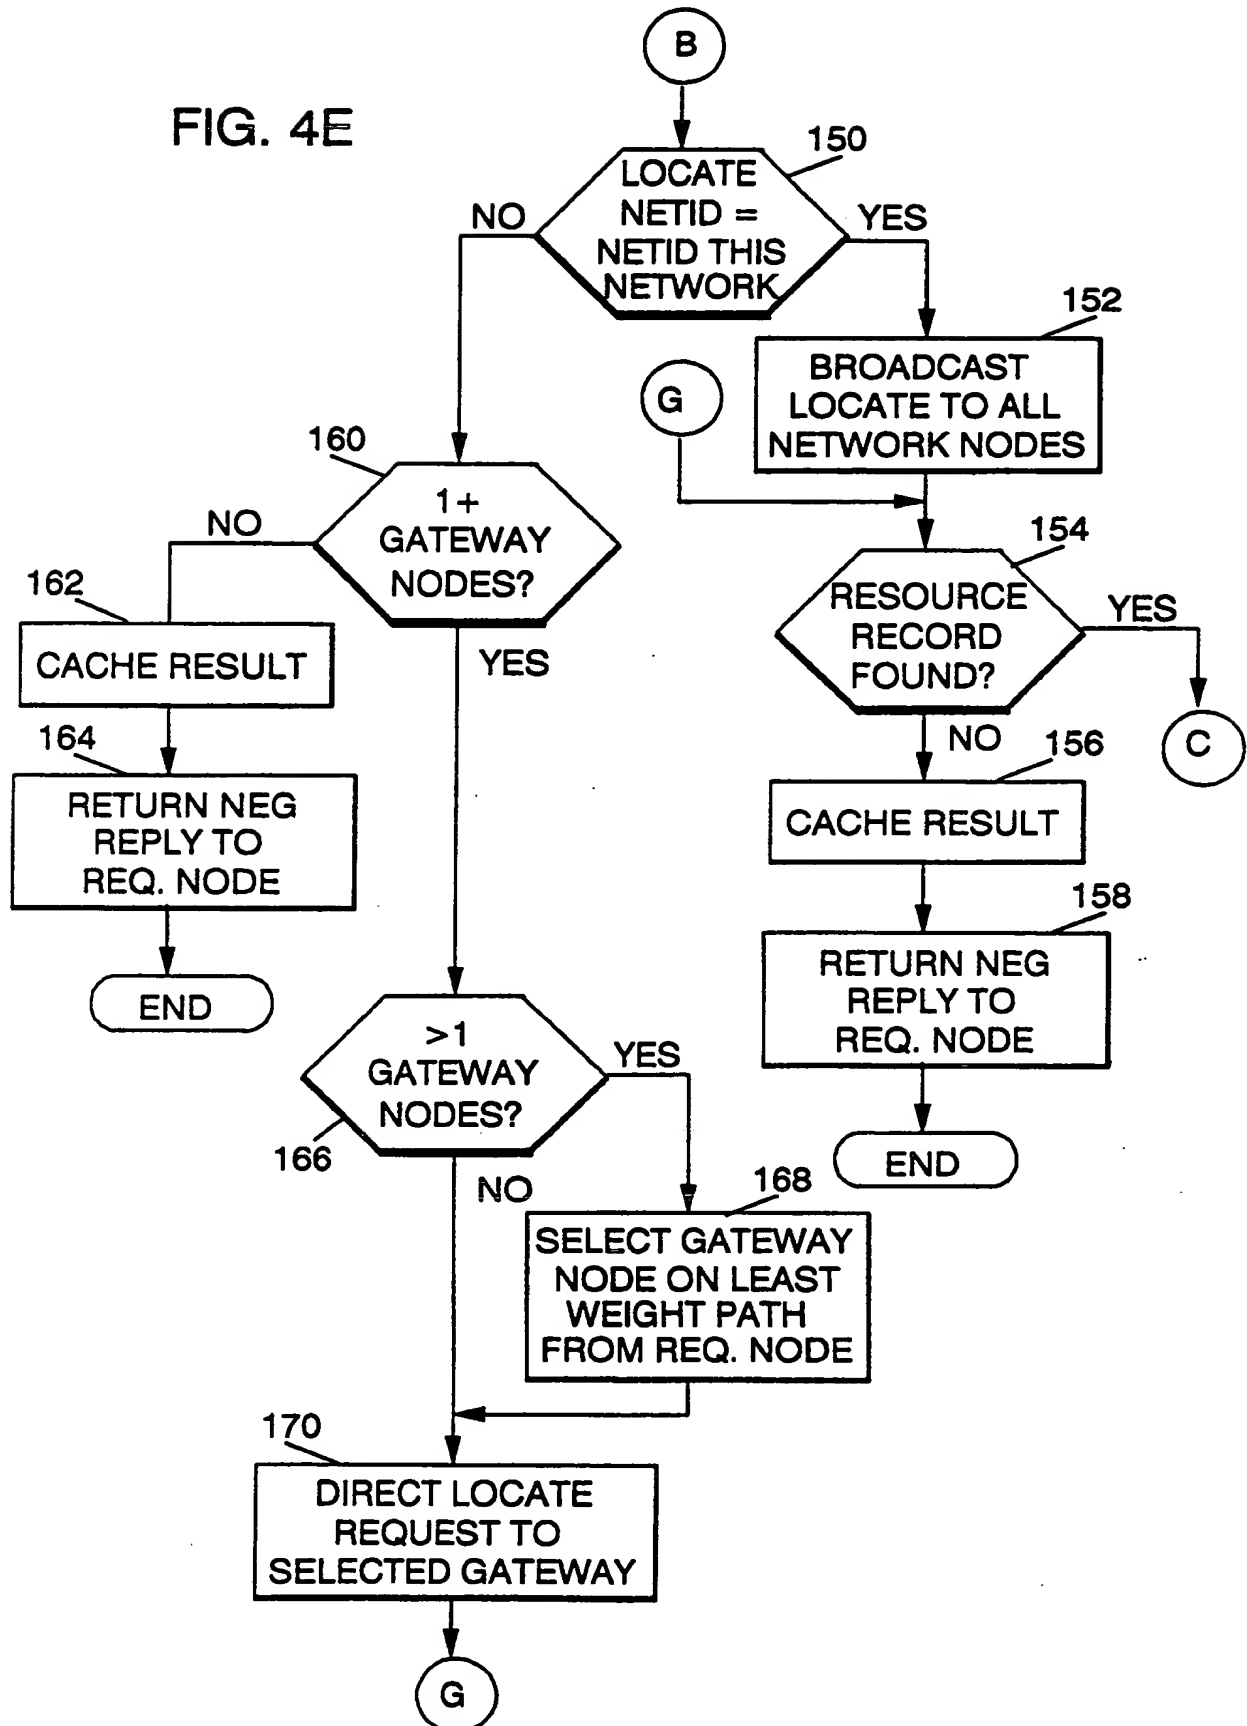 B
FIG. 4E
150
LOCATE
NETID =
NETID THIS
NETWORK
NO
YES
152
BROADCAST
LOCATE TO ALL
NETWORK NODES
G
160
1+
GATEWAY
NODES?
NO
YES
154
RESOURCE
RECORD
FOUND?
YES
NO
C
162
CACHE RESULT
164
RETURN NEG
REPLY TO
REQ. NODE
END
156
CACHE RESULT
158
RETURN NEG
REPLY TO
REQ. NODE
END
>1
GATEWAY
NODES?
YES
166
NO
168
SELECT GATEWAY
NODE ON LEAST
WEIGHT PATH
FROM REQ. NODE
170
DIRECT LOCATE
REQUEST TO
SELECTED GATEWAY
G